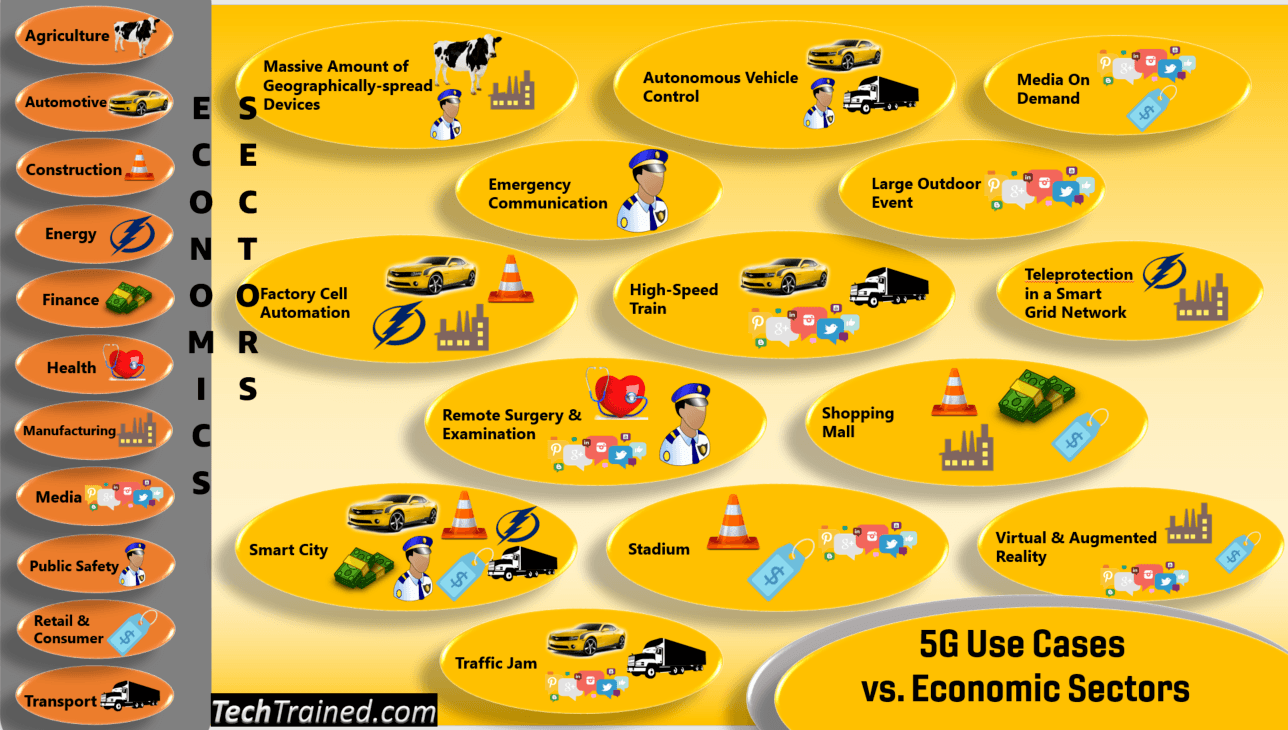 Agriculture
Automotive
Construction
Energy
Finance
Health
Manufacturing
Media
Public Safety
Retail &
Consumer
Transport
ECONOMICS
SECTORS
Massive Amount of
Geographically-spread
Devices
Autonomous Vehicle
Control
Media On
Demand
Emergency
Communication
Large Outdoor
Event
Factory Cell
Automation
High-Speed
Train
Teleprotection
in a Smart
Grid Network
Remote Surgery &
Examination
Shopping
Mall
Smart City
Stadium
Virtual & Augmented
Reality
Traffic Jam
5G Use Cases
vs. Economic Sectors
TechTrained.com